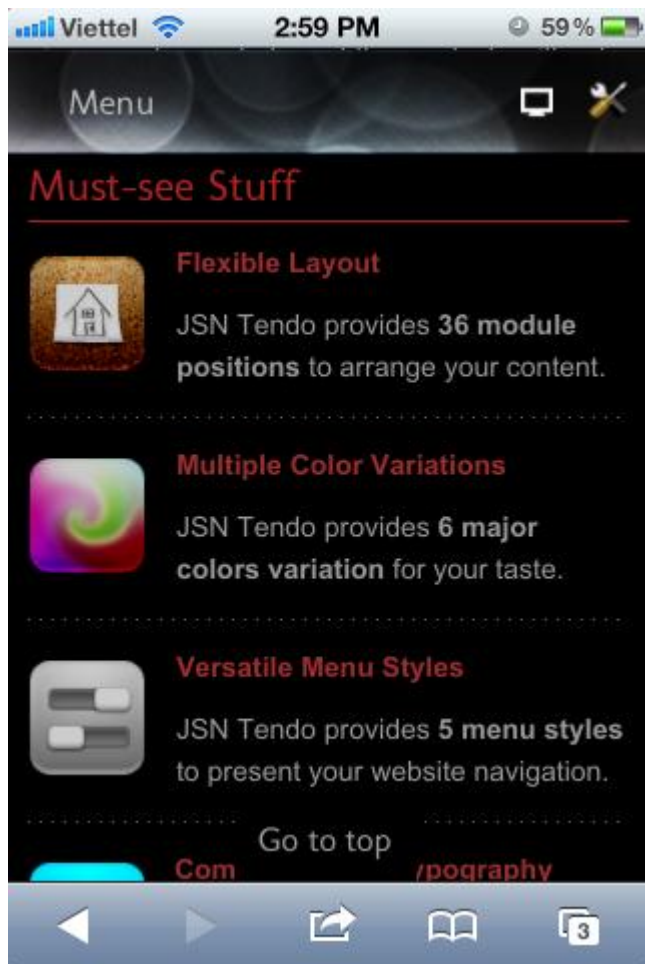 Viettel 2:59 PM 59%
Menu
Must-see Stuff
Flexible Layout
JSN Tendo provides 36 module
positions to arrange your content.
Multiple Color Variations
JSN Tendo provides 6 major
colors variation for your taste.
Versatile Menu Styles
JSN Tendo provides 5 menu styles
to present your website navigation.
Go to top
3